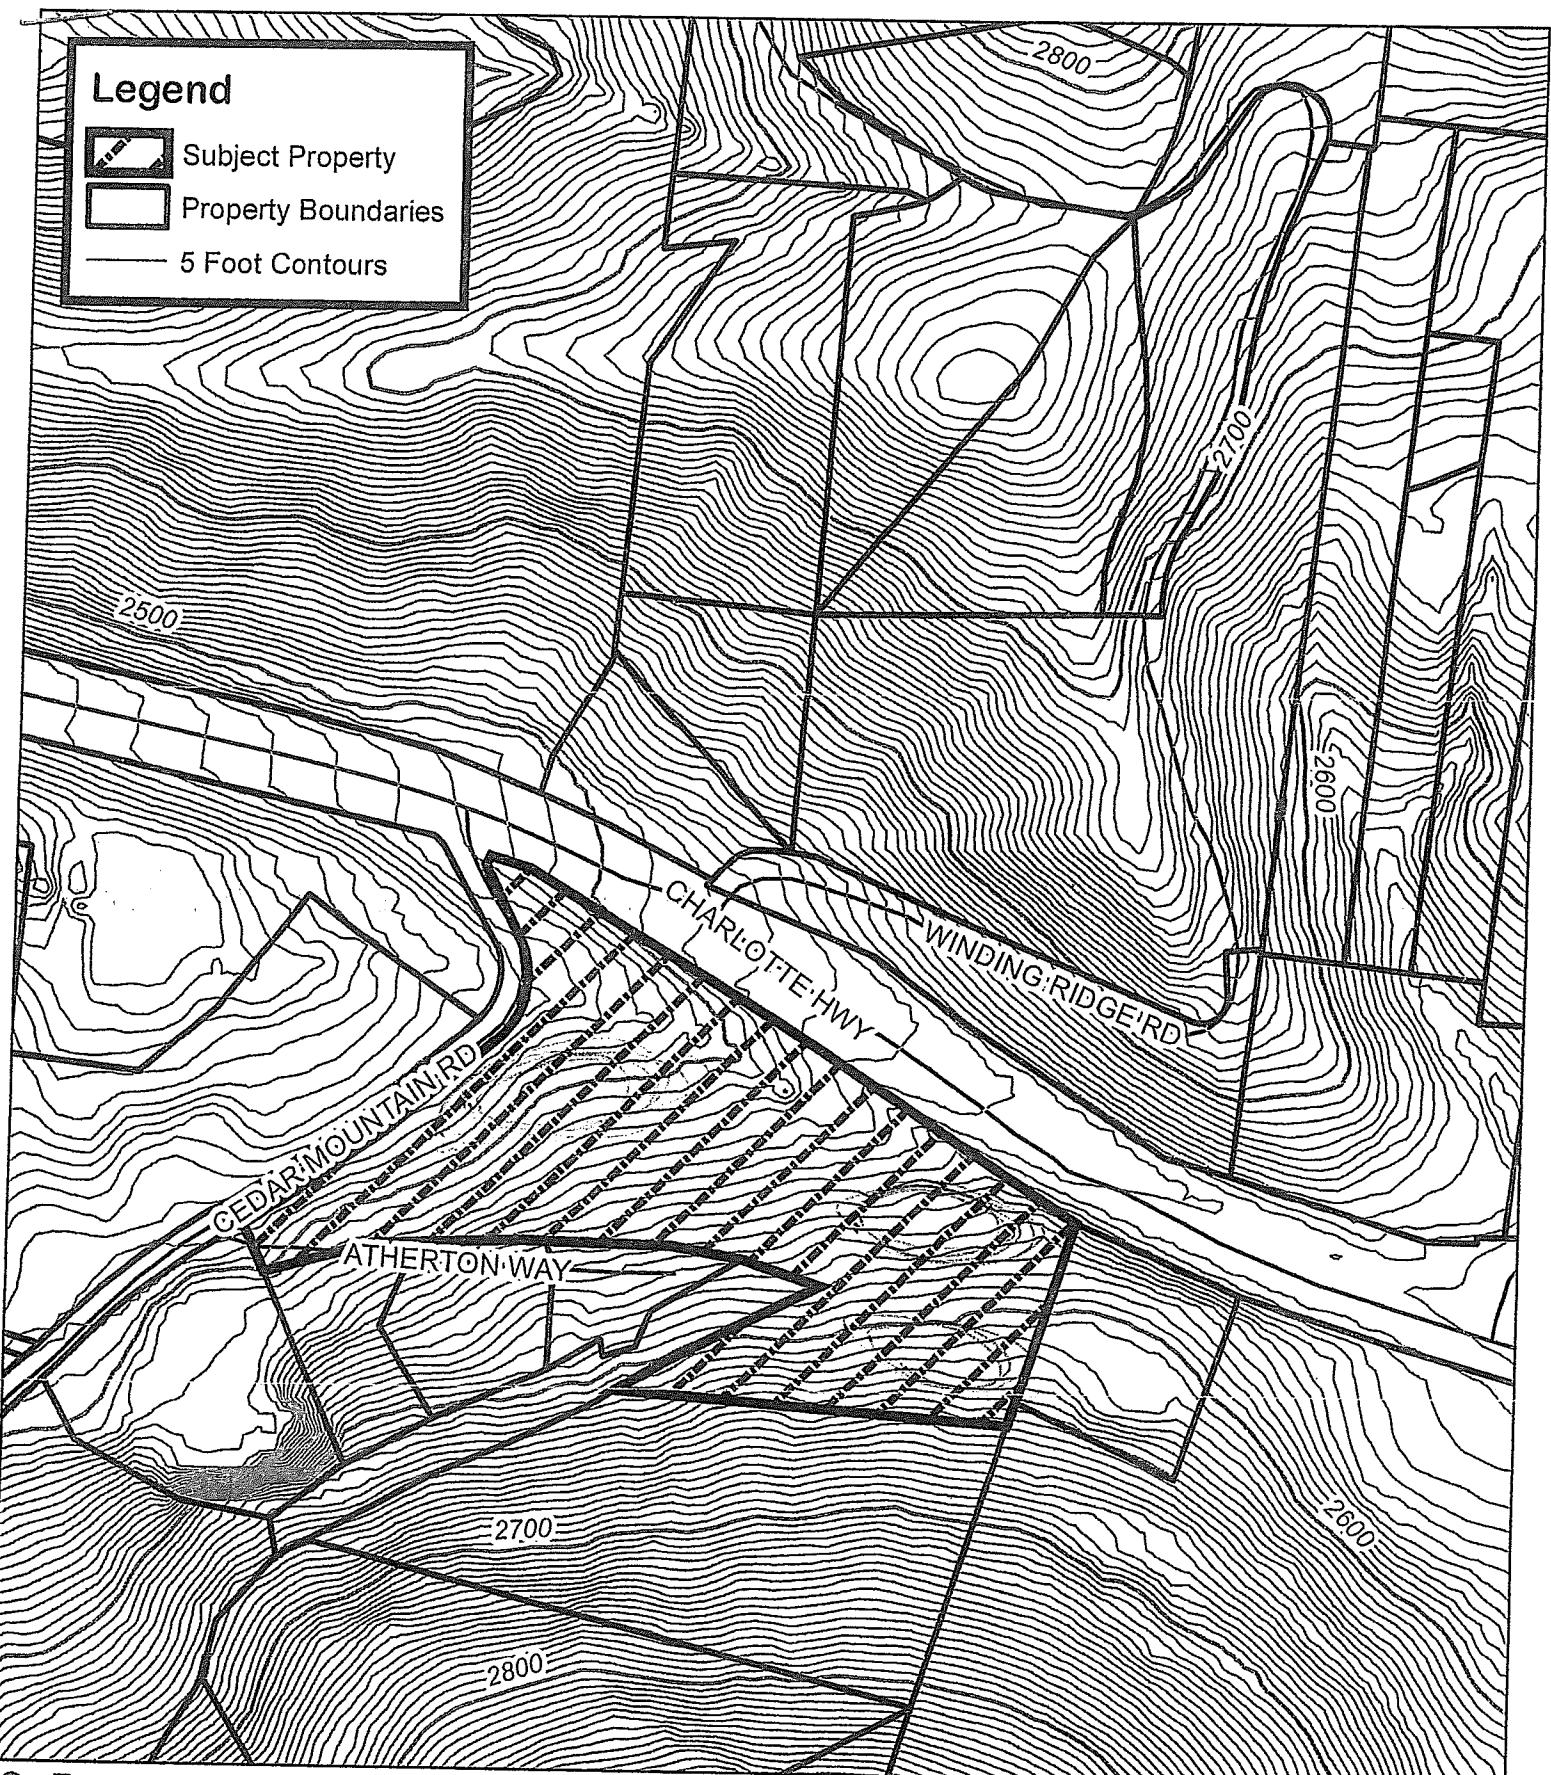 Legend
Subject Property
Property Boundaries
5 Foot Contours
2800
2700
2500
2600
CHARLOTTE HWY
WINDING RIDGE RD
CEDAR MOUNTAIN RD
ATHERTON WAY
2700
2600
2800